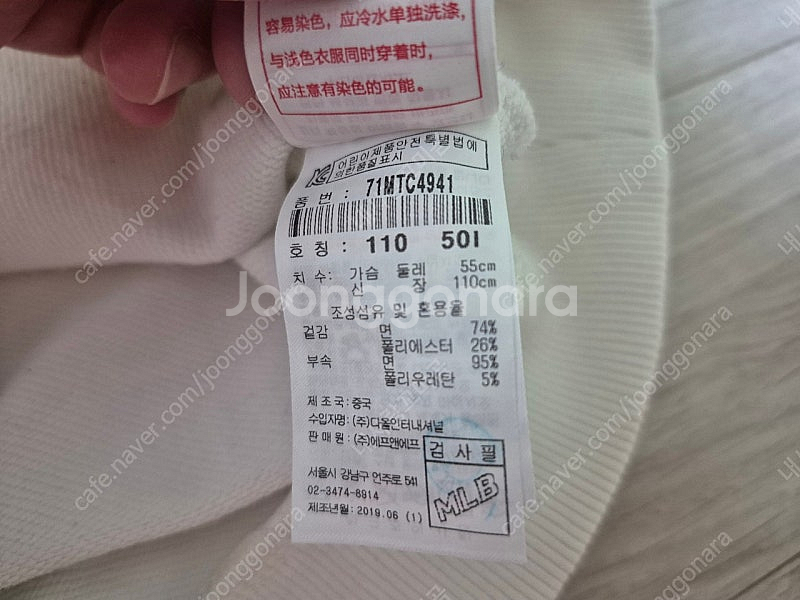 容易染色，应冷水单独洗涤，
与浅色衣服同时穿着时，
应注意有染色的可能。
KC 어린이제품안전특별법에
의한품질표시
품 번 : 71MTC4941
호 칭 : 110 50I
치 수: 가슴 둘레 55cm
신 장 110cm
Joonggonara
조성섬유 및 혼용율
겉감 면 74%
폴리에스터 26%
부속 면 95%
폴리우레탄 5%
제 조 국: 중국
수입자명: (주)다울인터내셔널
판 매 원 : (주)에프앤에프
검 사 필
MLB
서울시 강남구 언주로 541
02-3474-8914
제조년월: 2019.06 (1)
cafe.naver.com/joonggonara